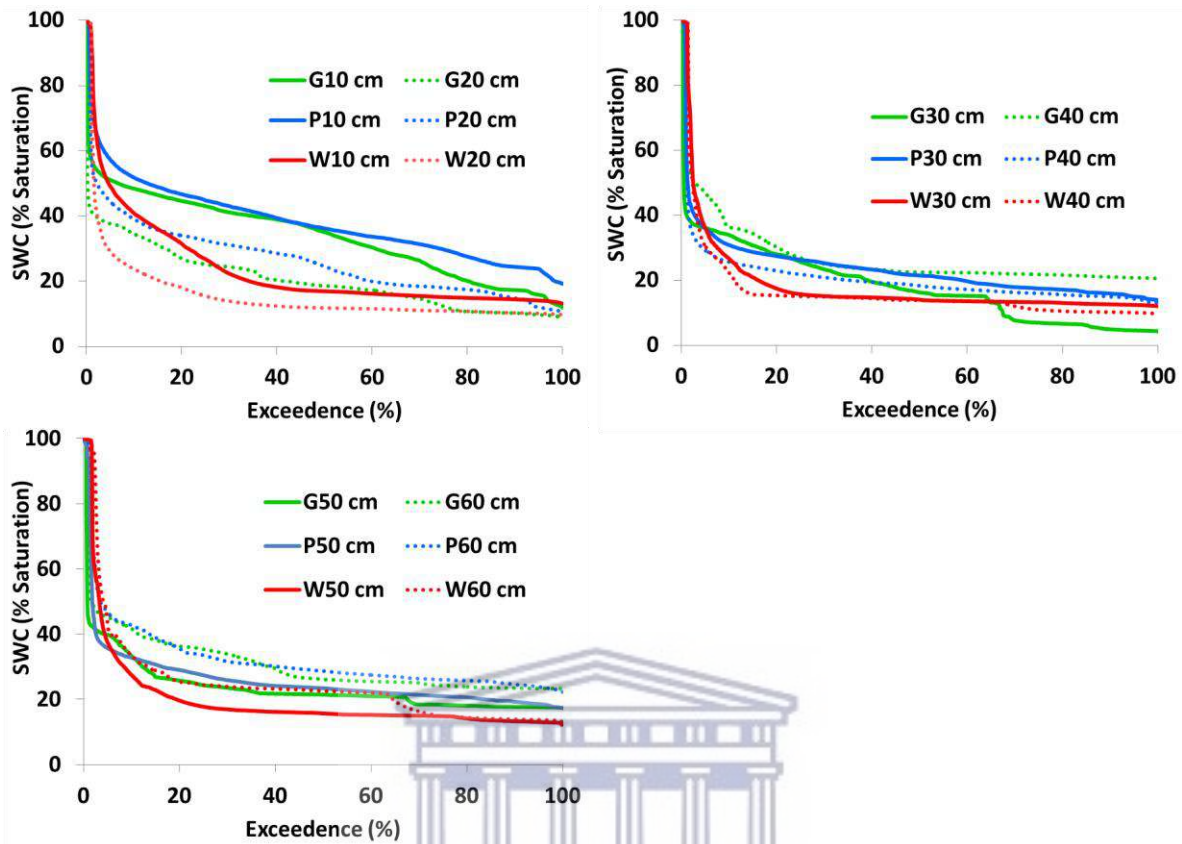 SWC (% Saturation)
100
80
60
40
20
0
G10 cm G20 cm
P10 cm P20 cm
W10 cm W20 cm
0 20 40 60 80 100
Exceedence (%)
SWC (% Saturation)
100
80
60
40
20
0
G30 cm G40 cm
P30 cm P40 cm
W30 cm W40 cm
0 20 40 60 80 100
Exceedence (%)
SWC (% Saturation)
100
80
60
40
20
0
G50 cm G60 cm
P50 cm P60 cm
W50 cm W60 cm
0 20 40 60 80 100
Exceedence (%)